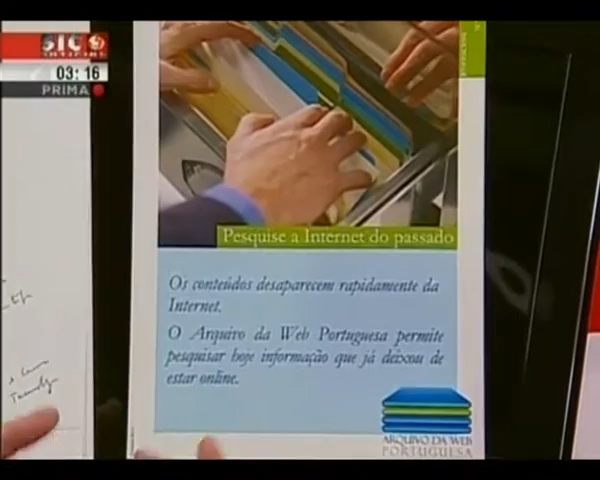 SIC
NOTÍCIAS
03:16
PRIMA
Pesquise a Internet do passado
Os conteúdos desaparecem rapidamente da
Internet.
O Arquivo da Web Portuguesa permite
pesquisar hoje informação que já deixou de
estar online.
ARQUIVO DA WEB
PORTUGUESA